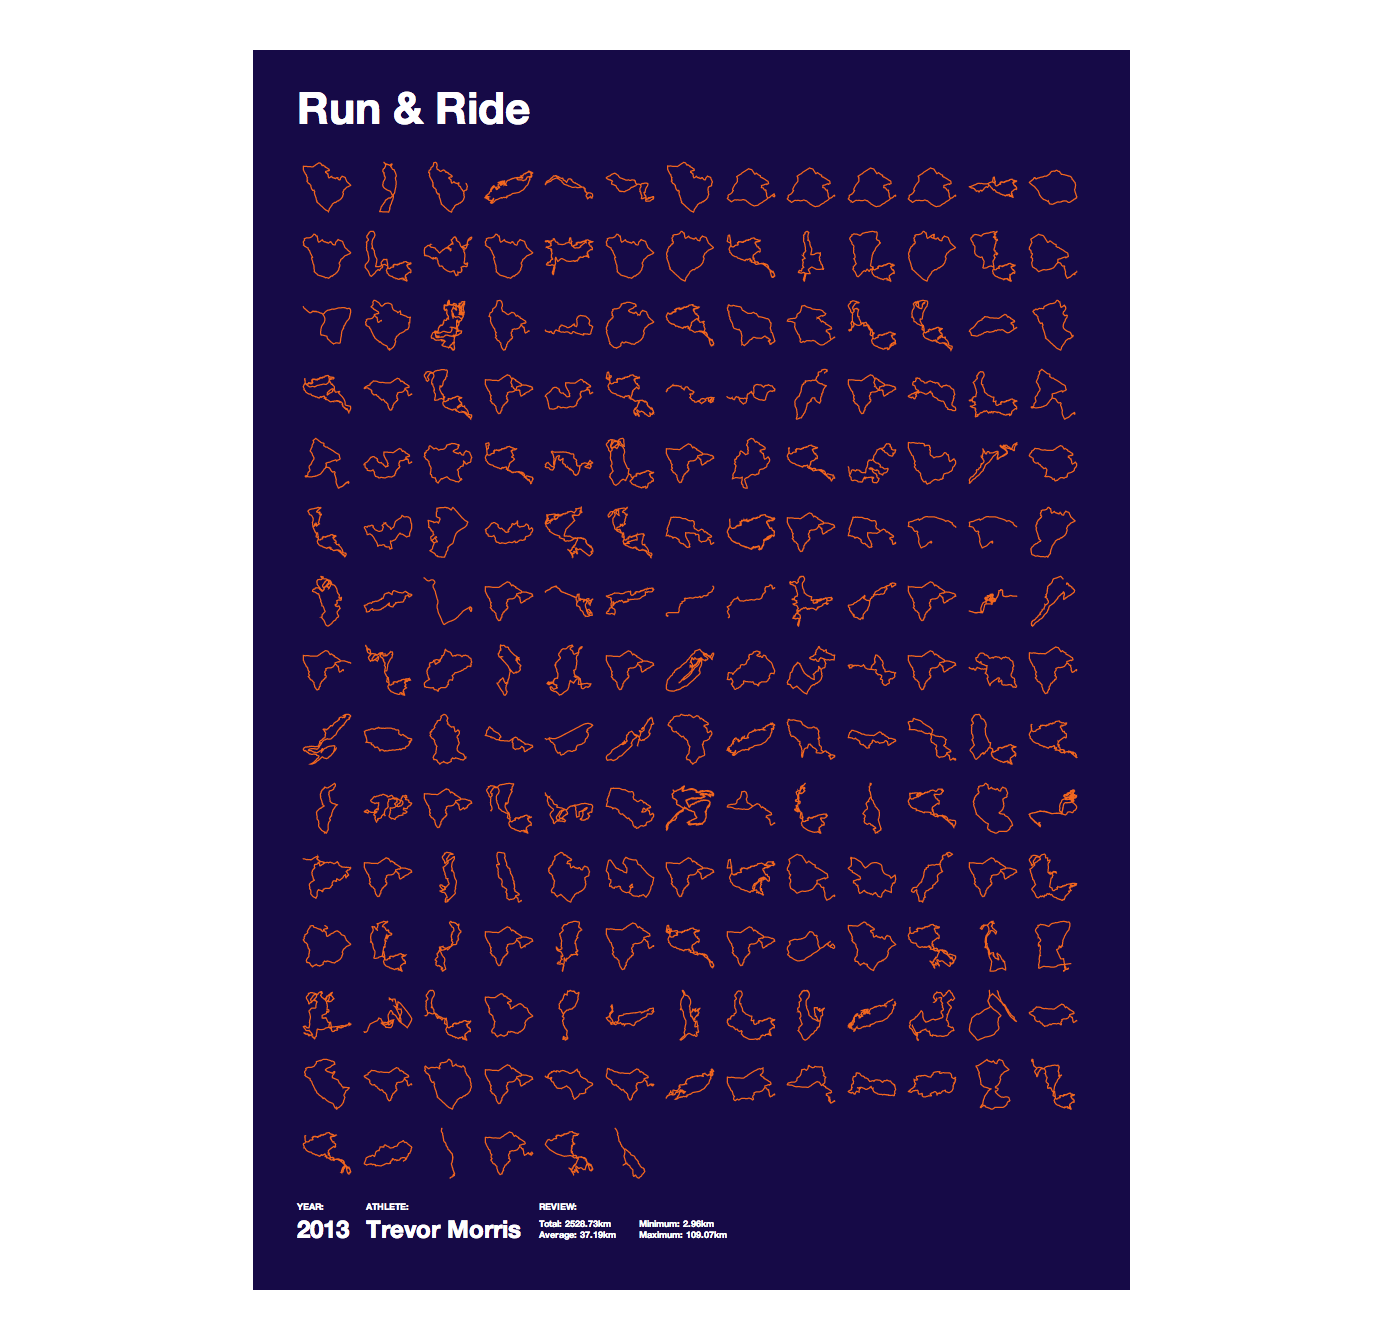 Run & Ride
YEAR:
2013
ATHLETE:
Trevor Morris
REVIEW:
Total: 2528.73km
Average: 37.19km
Minimum: 2.96km
Maximum: 109.07km